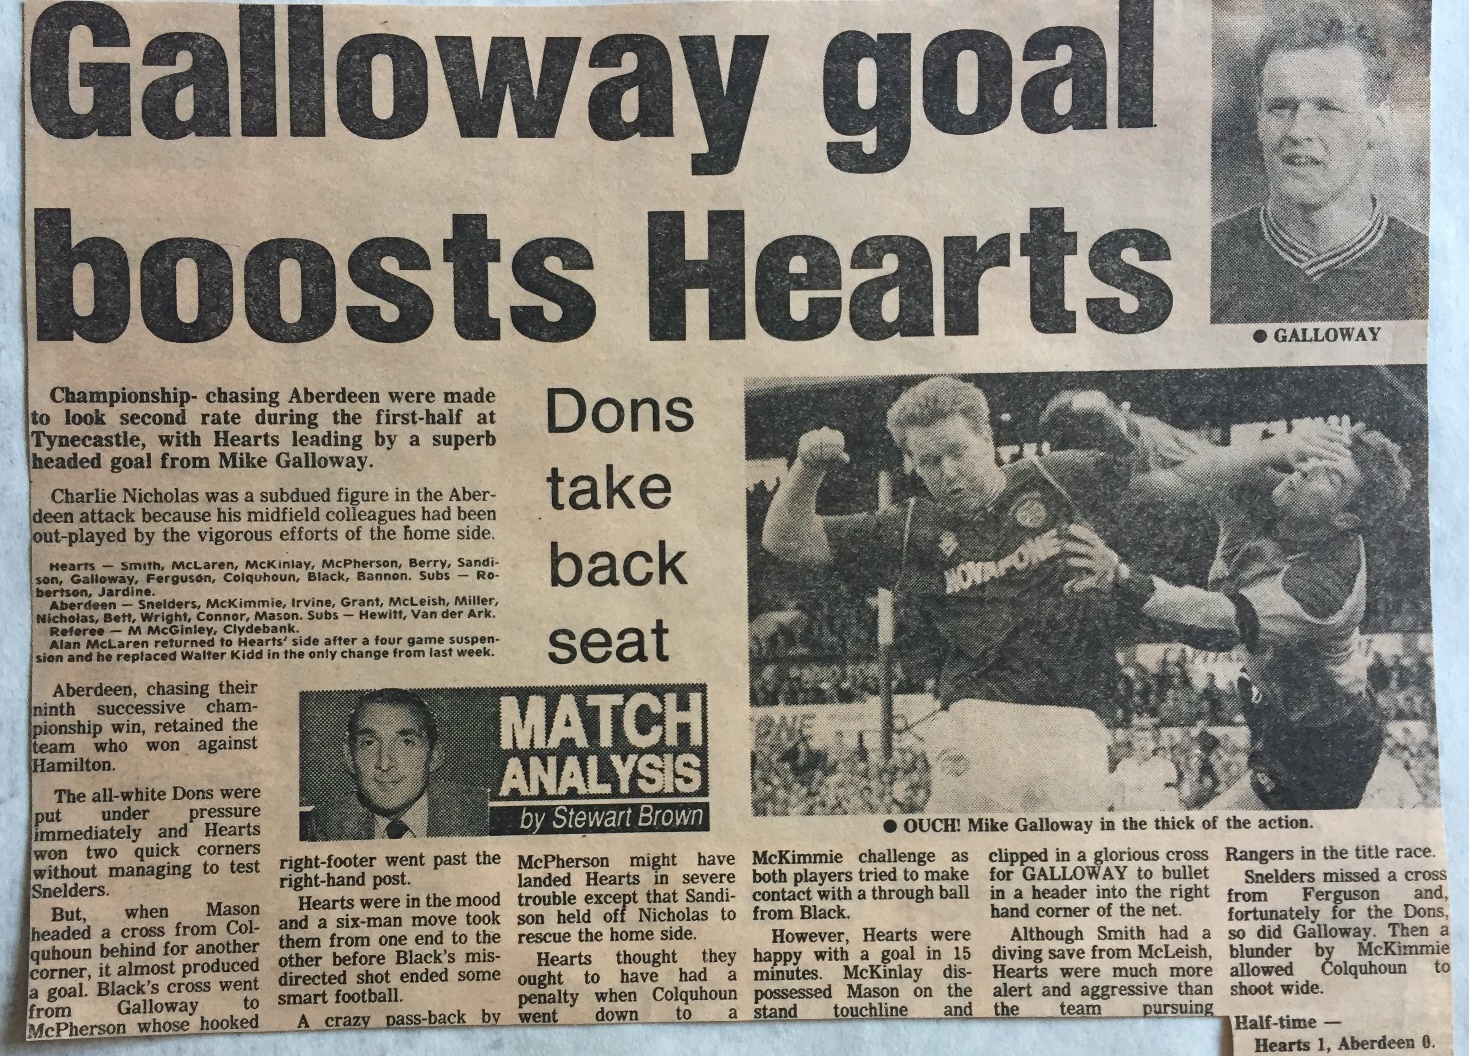 Galloway goal
boosts Hearts
● GALLOWAY
Championship- chasing Aberdeen were made
to look second rate during the first-half at
Tynecastle, with Hearts leading by a superb
headed goal from Mike Galloway.
Charlie Nicholas was a subdued figure in the Aber-
deen attack because his midfield colleagues had been
out-played by the vigorous efforts of the home side.
Hearts — Smith, McLaren, McKinlay, McPherson, Berry, Sandi-
son, Galloway, Ferguson, Colquhoun, Black, Bannon. Subs — Ro-
bertson, Jardine.
Aberdeen — Snelders, McKimmie, Irvine, Grant, McLeish, Miller,
Nicholas, Bett, Wright, Connor, Mason. Subs — Hewitt, Van der Ark.
Referee — M McGinley, Clydebank.
Alan McLaren returned to Hearts' side after a four game suspen-
sion and he replaced Walter Kidd in the only change from last week.
Dons
take
back
seat
NOVAFONE
ONE
● OUCH! Mike Galloway in the thick of the action.
MATCH
ANALYSIS
by Stewart Brown
Aberdeen, chasing their
ninth successive cham-
pionship win, retained the
team who won against
Hamilton.
The all-white Dons were
put under pressure
immediately and Hearts
won two quick corners
without managing to test
Snelders.
But, when Mason
headed a cross from Col-
quhoun behind for another
corner, it almost produced
a goal. Black's cross went
from Galloway to
McPherson whose hooked
right-footer went past the
right-hand post.
Hearts were in the mood
and a six-man move took
them from one end to the
other before Black's mis-
directed shot ended some
smart football.
A crazy pass-back by
McPherson might have
landed Hearts in severe
trouble except that Sandi-
son held off Nicholas to
rescue the home side.
Hearts thought they
ought to have had a
penalty when Colquhoun
went down to a
McKimmie challenge as
both players tried to make
contact with a through ball
from Black.
However, Hearts were
happy with a goal in 15
minutes. McKinlay dis-
possessed Mason on the
stand touchline and
clipped in a glorious cross
for GALLOWAY to bullet
in a header into the right
hand corner of the net.
Although Smith had a
diving save from McLeish,
Hearts were much more
alert and aggressive than
the team pursuing
Rangers in the title race.
Snelders missed a cross
from Ferguson and,
fortunately for the Dons,
so did Galloway. Then a
blunder by McKimmie
allowed Colquhoun to
shoot wide.
Half-time —
Hearts 1, Aberdeen 0.